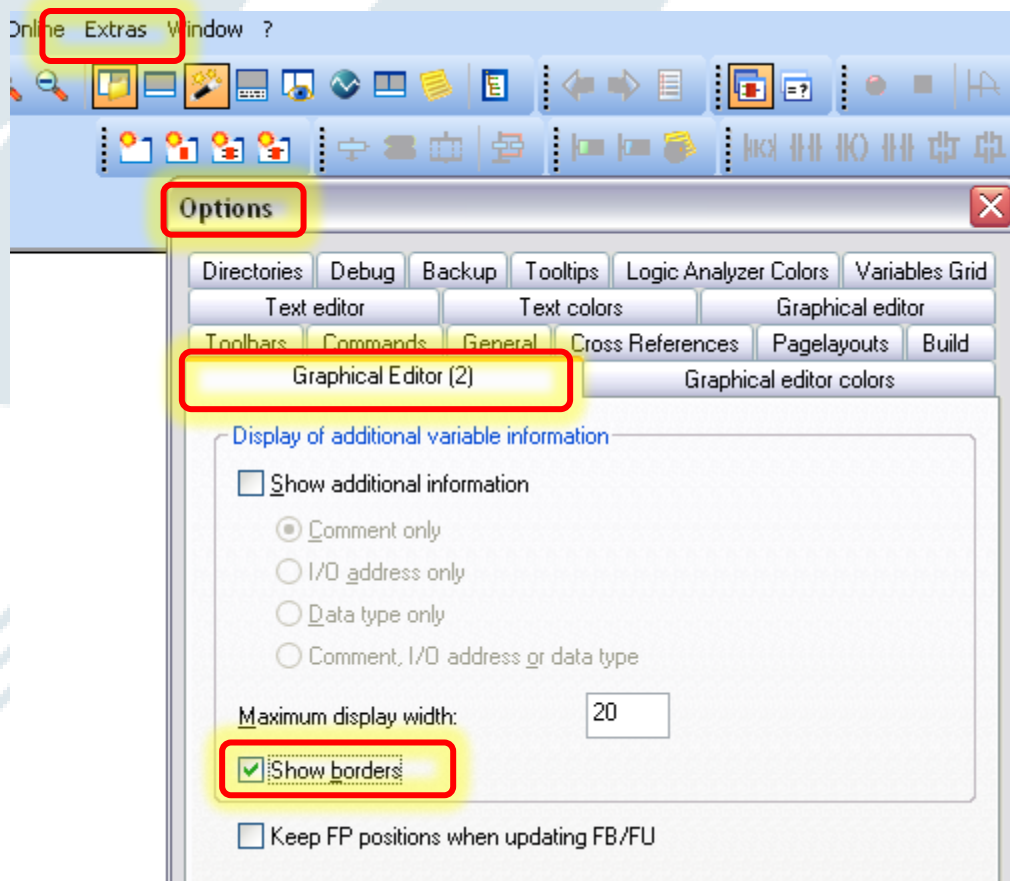 Online Extras Window ?
Options
Directories Debug Backup Tooltips Logic Analyzer Colors Variables Grid
Text editor Text colors Graphical editor
Toolbars Commands General Cross References Pagelayouts Build
Graphical Editor (2) Graphical editor colors
Display of additional variable information
Show additional information
Comment only
I/O address only
Data type only
Comment, I/O address or data type
Maximum display width: 20
Show borders
Keep FP positions when updating FB/FU